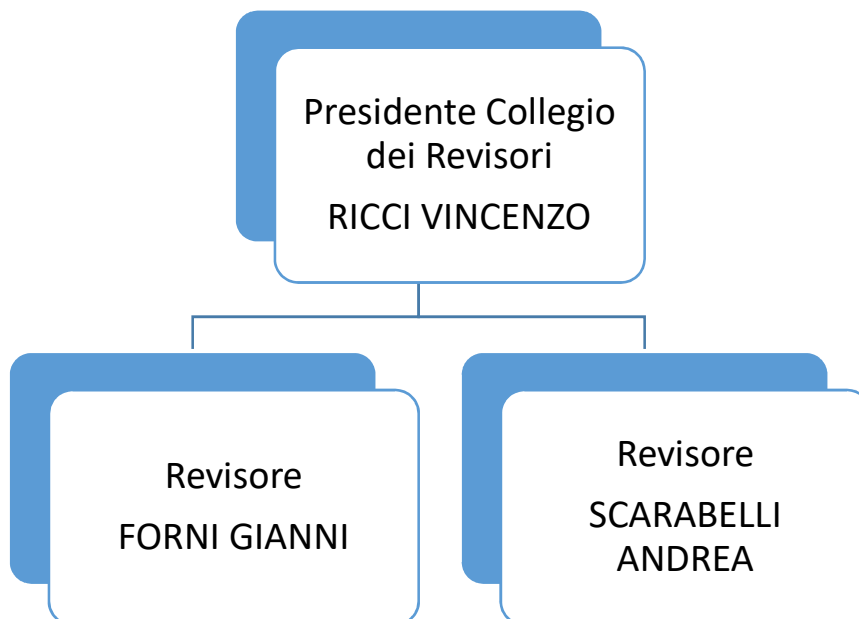 Presidente Collegio
dei Revisori
RICCI VINCENZO
Revisore
FORNI GIANNI
Revisore
SCARABELLI
ANDREA